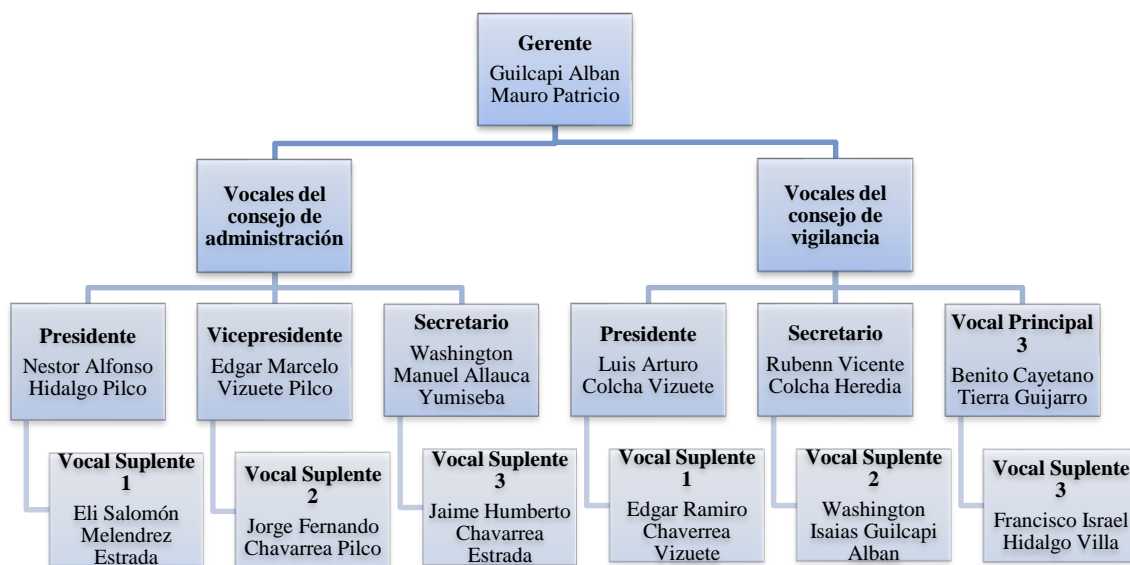 Gerente
Guilcapi Alban
Mauro Patricio
Vocales del
consejo de
administración
Vocales del
consejo de
vigilancia
Presidente
Nestor Alfonso
Hidalgo Pilco
Vicepresidente
Edgar Marcelo
Vizuete Pilco
Secretario
Washington
Manuel Allauca
Yumiseba
Presidente
Luis Arturo
Colcha Vizuete
Secretario
Rubenn Vicente
Colcha Heredia
Vocal Principal
3
Benito Cayetano
Tierra Guijarro
Vocal Suplente
1
Eli Salomón
Melendrez
Estrada
Vocal Suplente
2
Jorge Fernando
Chavarrea Pilco
Vocal Suplente
3
Jaime Humberto
Chavarrea
Estrada
Vocal Suplente
1
Edgar Ramiro
Chaverrea
Vizuete
Vocal Suplente
2
Washington
Isaias Guilcapi
Alban
Vocal Suplente
3
Francisco Israel
Hidalgo Villa